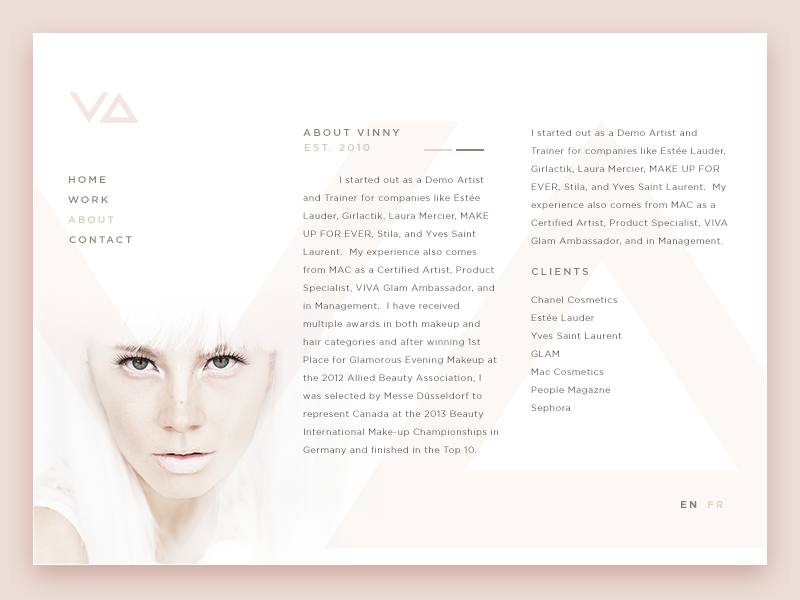 VA
HOME
WORK
ABOUT
CONTACT
ABOUT VINNY
EST. 2010
I started out as a Demo Artist
and Trainer for companies like Estée
Lauder, Girlactik, Laura Mercier, MAKE
UP FOR EVER, Stila, and Yves Saint
Laurent. My experience also comes
from MAC as a Certified Artist, Product
Specialist, VIVA Glam Ambassador, and
in Management. I have received
multiple awards in both makeup and
hair categories and after winning 1st
Place for Glamorous Evening Makeup at
the 2012 Allied Beauty Association, I
was selected by Messe Düsseldorf to
represent Canada at the 2013 Beauty
International Make-up Championships in
Germany and finished in the Top 10.
I started out as a Demo Artist and
Trainer for companies like Estée Lauder,
Girlactik, Laura Mercier, MAKE UP FOR
EVER, Stila, and Yves Saint Laurent. My
experience also comes from MAC as a
Certified Artist, Product Specialist, VIVA
Glam Ambassador, and in Management.
CLIENTS
Chanel Cosmetics
Estée Lauder
Yves Saint Laurent
GLAM
Mac Cosmetics
People Magazne
Sephora
EN FR